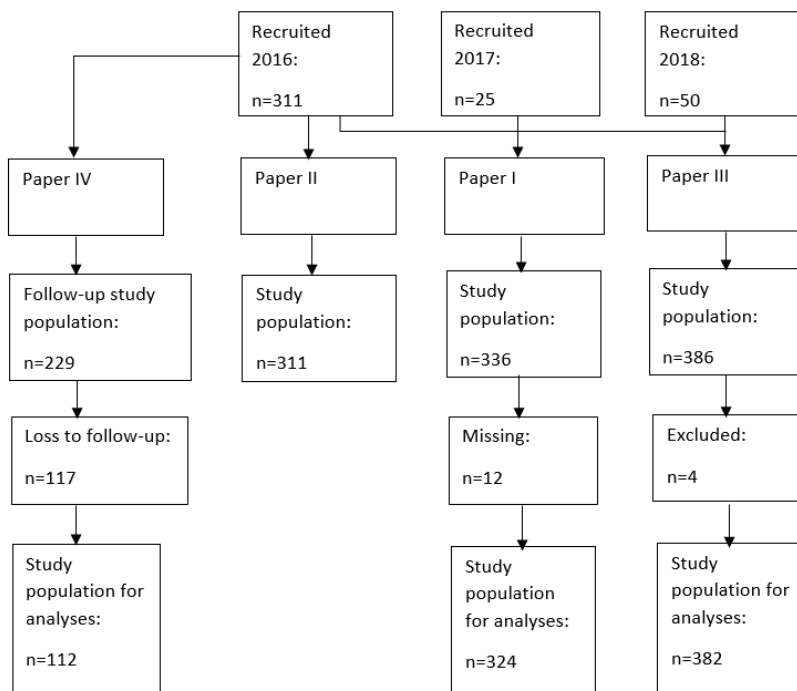 Recruited
2016:
n=311
Recruited
2017:
n=25
Recruited
2018:
n=50
Paper IV
Paper II
Paper I
Paper III
Follow-up study
population:
n=229
Study
population:
n=311
Study
population:
n=336
Study
population:
n=386
Loss to follow-up:
n=117
Missing:
n=12
Excluded:
n=4
Study
population for
analyses:
n=112
Study
population
for analyses:
n=324
Study
population for
analyses:
n=382